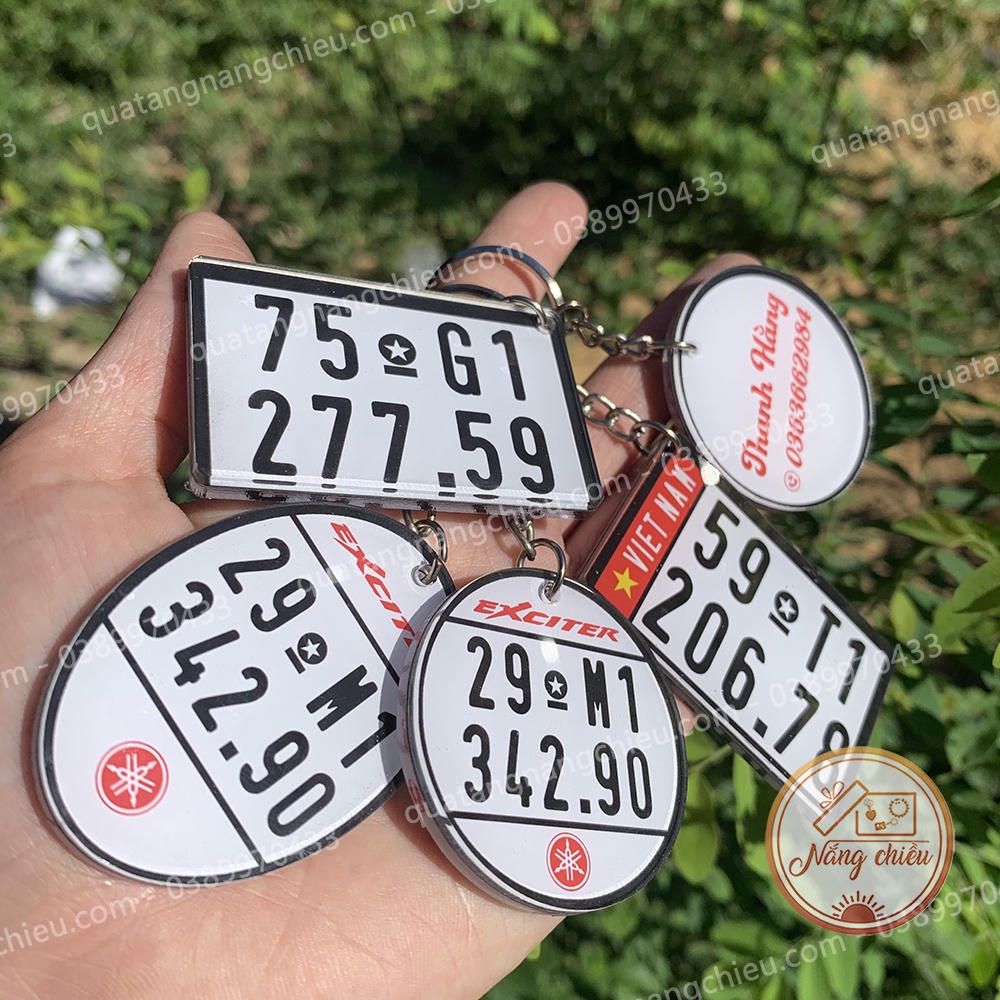 75 G1
277.59
Thanh Hằng
0363662984
VIET NAM
59 T1
206.78
EXCITER
29 M1
342.90
EXCITER
29 M1
342.90
Nắng chiều
quatangnangchieu.com - 0389970433